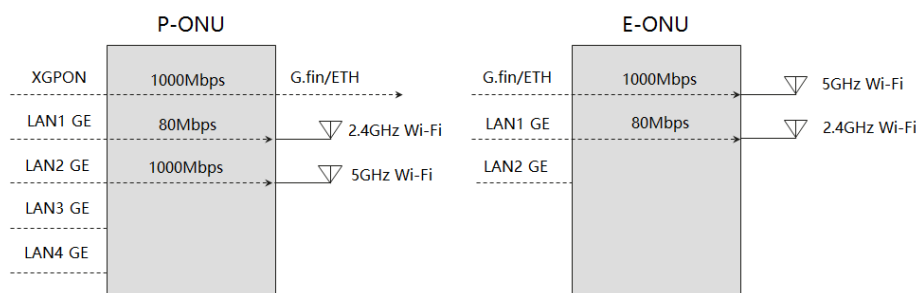 P-ONU
XGPON 1000Mbps G.fin/ETH
LAN1 GE 80Mbps 2.4GHz Wi-Fi
LAN2 GE 1000Mbps 5GHz Wi-Fi
LAN3 GE
LAN4 GE
E-ONU
G.fin/ETH 1000Mbps 5GHz Wi-Fi
LAN1 GE 80Mbps 2.4GHz Wi-Fi
LAN2 GE